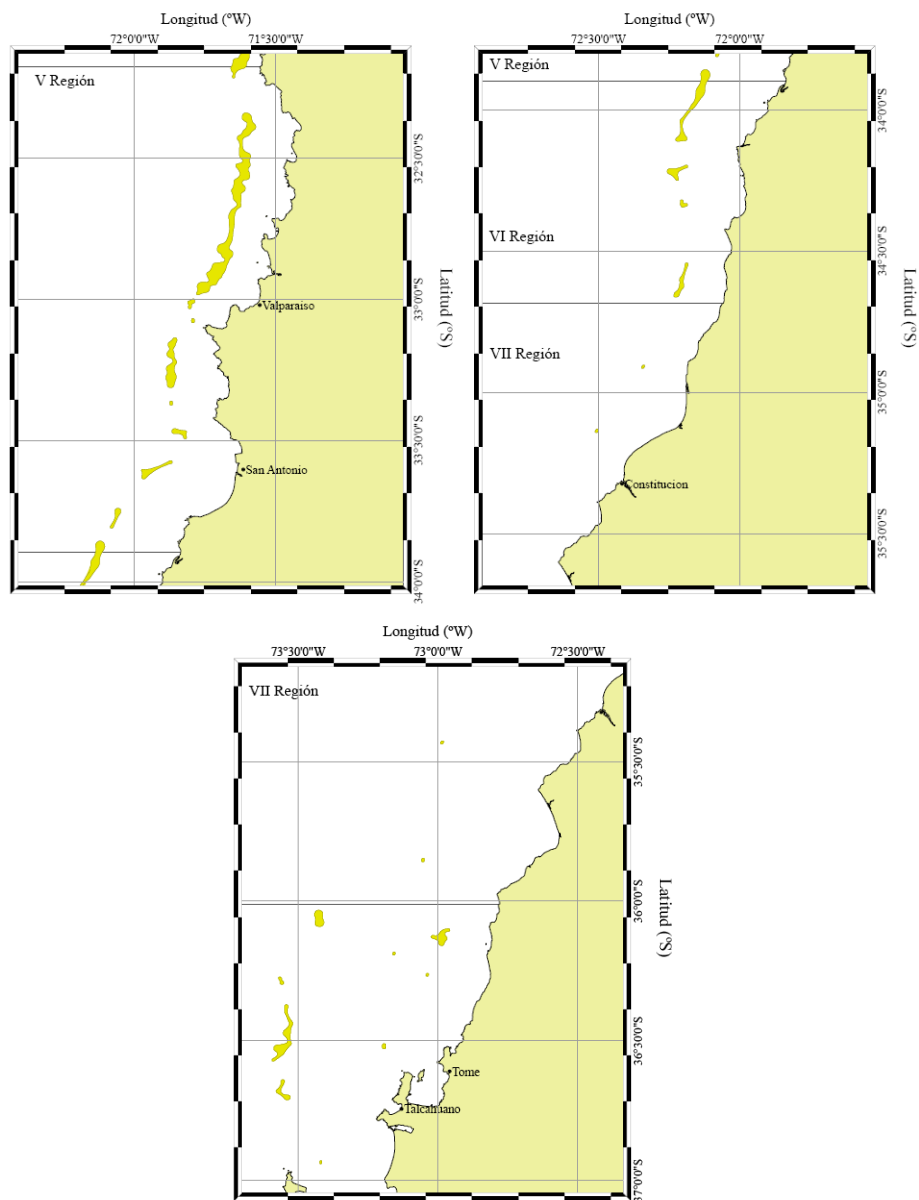 Longitud (°W)
72°0'0"W 71°30'0"W
V Región
32°30'0"S
33°0'0"S
33°30'0"S
34°0'0"S
Latitud (°S)
Valparaiso
San Antonio
Longitud (°W)
72°30'0"W 72°0'0"W
V Región
VI Región
VII Región
34°0'0"S
34°30'0"S
35°0'0"S
35°30'0"S
Latitud (°S)
Constitucion
Longitud (°W)
73°30'0"W 73°0'0"W 72°30'0"W
VII Región
35°30'0"S
36°0'0"S
36°30'0"S
37°0'0"S
Latitud (°S)
Tome
Talcahuano